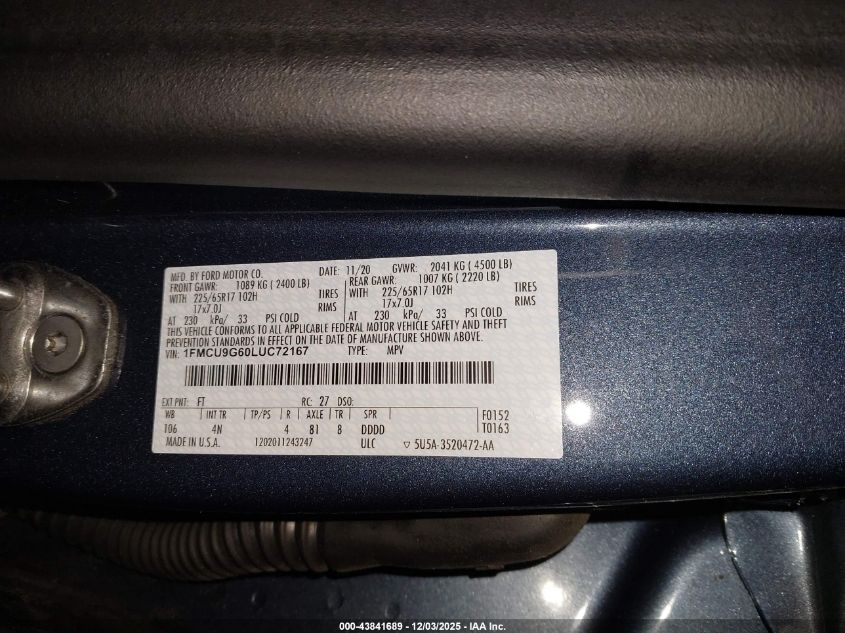 MFD. BY FORD MOTOR CO. DATE: 11/20 GVWR: 2041 KG ( 4500 LB)
FRONT GAWR: 1089 KG ( 2400 LB) REAR GAWR: 1007 KG ( 2220 LB)
WITH 225/65R17 102H TIRES WITH 225/65R17 102H TIRES
17x7.0J RIMS 17x7.0J RIMS
AT 230 kPa/ 33 PSI COLD AT 230 kPa/ 33 PSI COLD
THIS VEHICLE CONFORMS TO ALL APPLICABLE FEDERAL MOTOR VEHICLE SAFETY AND THEFT
PREVENTION STANDARDS IN EFFECT ON THE DATE OF MANUFACTURE SHOWN ABOVE.
VIN: 1FMCU9G60LUC72167 TYPE: MPV
EXT PNT: FT RC: 27 DSO:
WB INT TR TP/PS R AXLE TR SPR F0152
106 4N 4 81 8 DDDD T0163
MADE IN U.S.A. 1202011243247 ULC ▽ 5U5A-3520472-AA
000-43841689 - 12/03/2025 - IAA Inc.